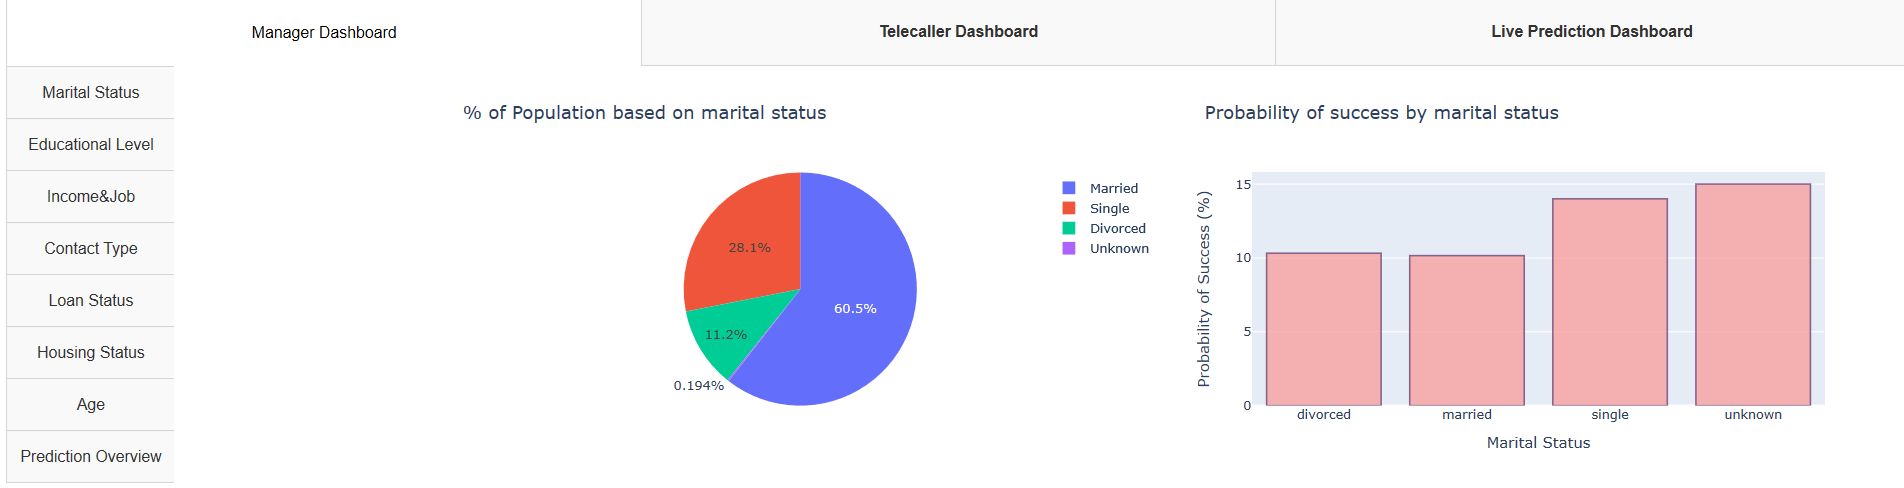 Manager Dashboard
Telecaller Dashboard
Live Prediction Dashboard
Marital Status
Educational Level
Income&Job
Contact Type
Loan Status
Housing Status
Age
Prediction Overview
% of Population based on marital status
28.1%
60.5%
11.2%
0.194%
Married
Single
Divorced
Unknown
Probability of success by marital status
Probability of Success (%)
15
10
5
0
divorced married single unknown
Marital Status